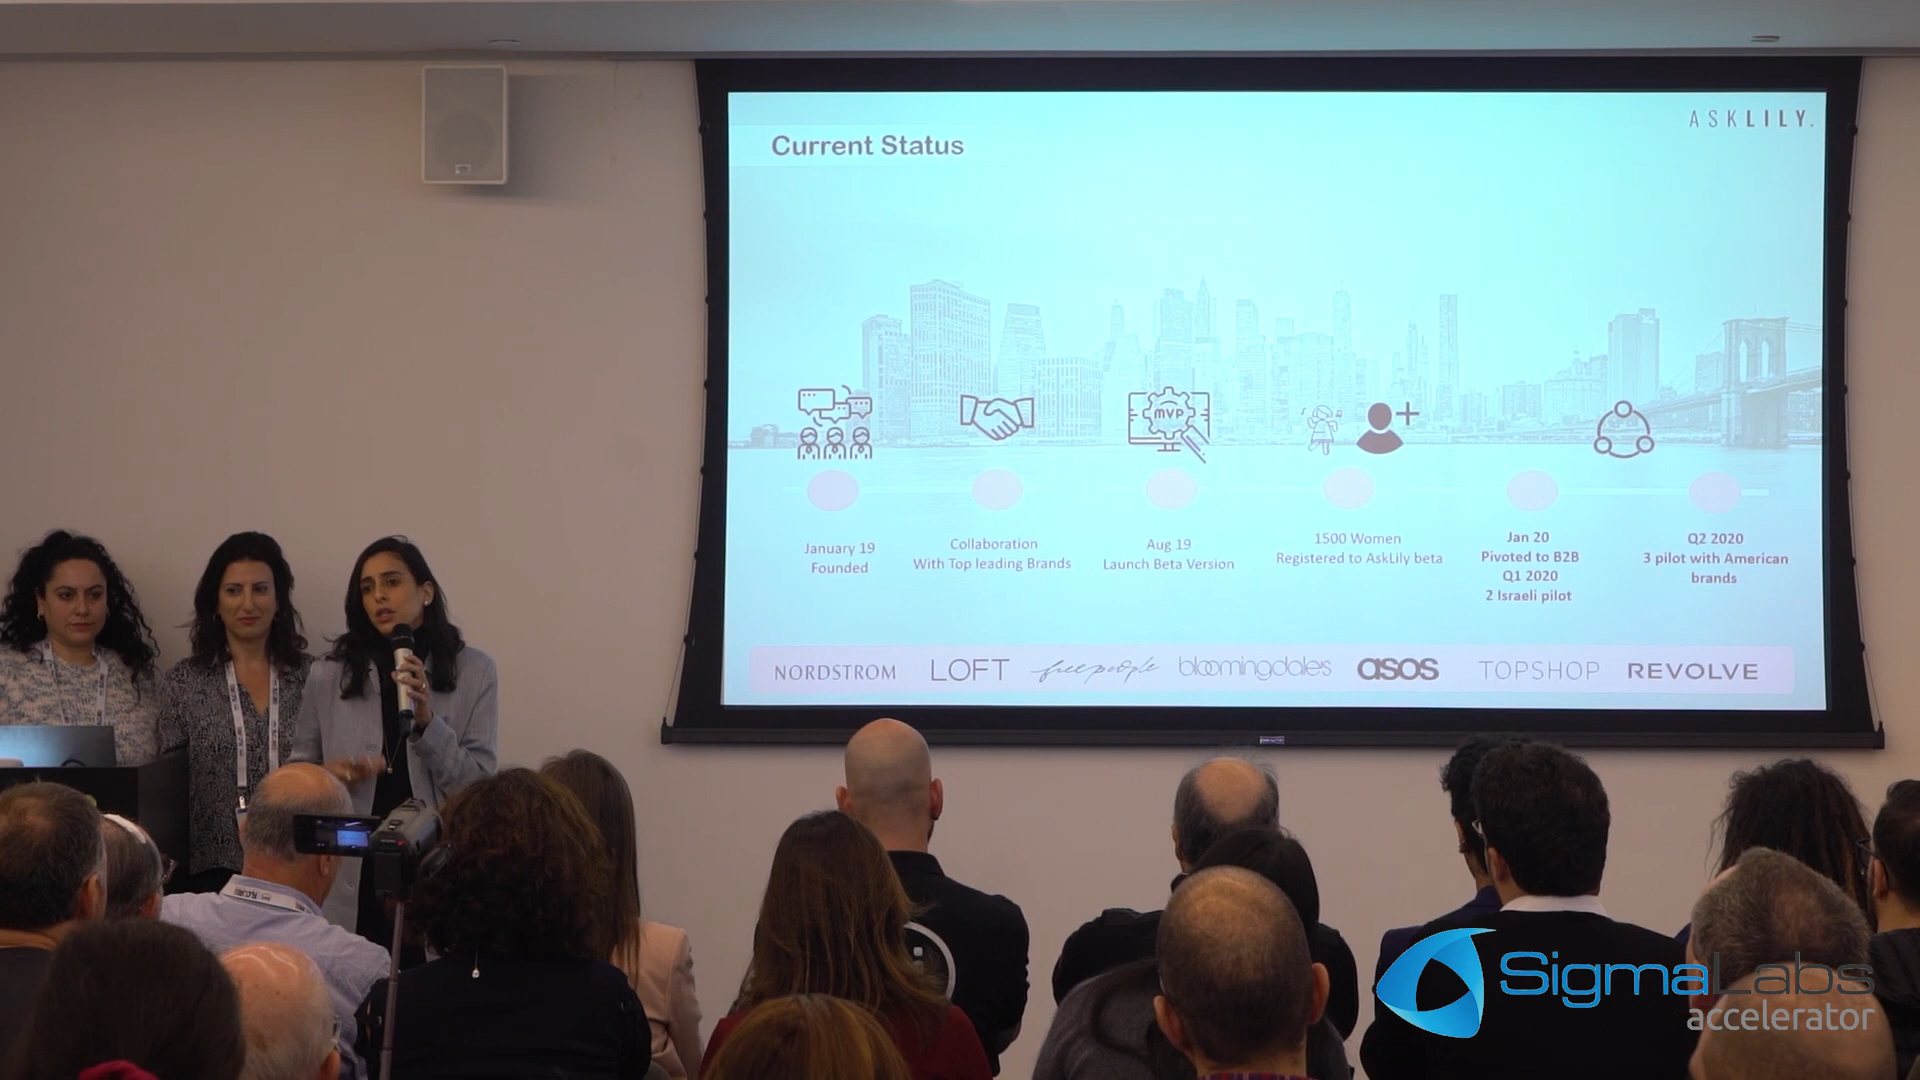 ASKLILY.
Current Status
MVP
January 19
Founded
Collaboration
With Top leading Brands
Aug 19
Launch Beta Version
1500 Women
Registered to AskLily beta
Jan 20
Pivoted to B2B
Q1 2020
2 Israeli pilot
Q2 2020
3 pilot with American
brands
NORDSTROM LOFT freepeople bloomingdales asos TOPSHOP REVOLVE
SigmaLabs
accelerator